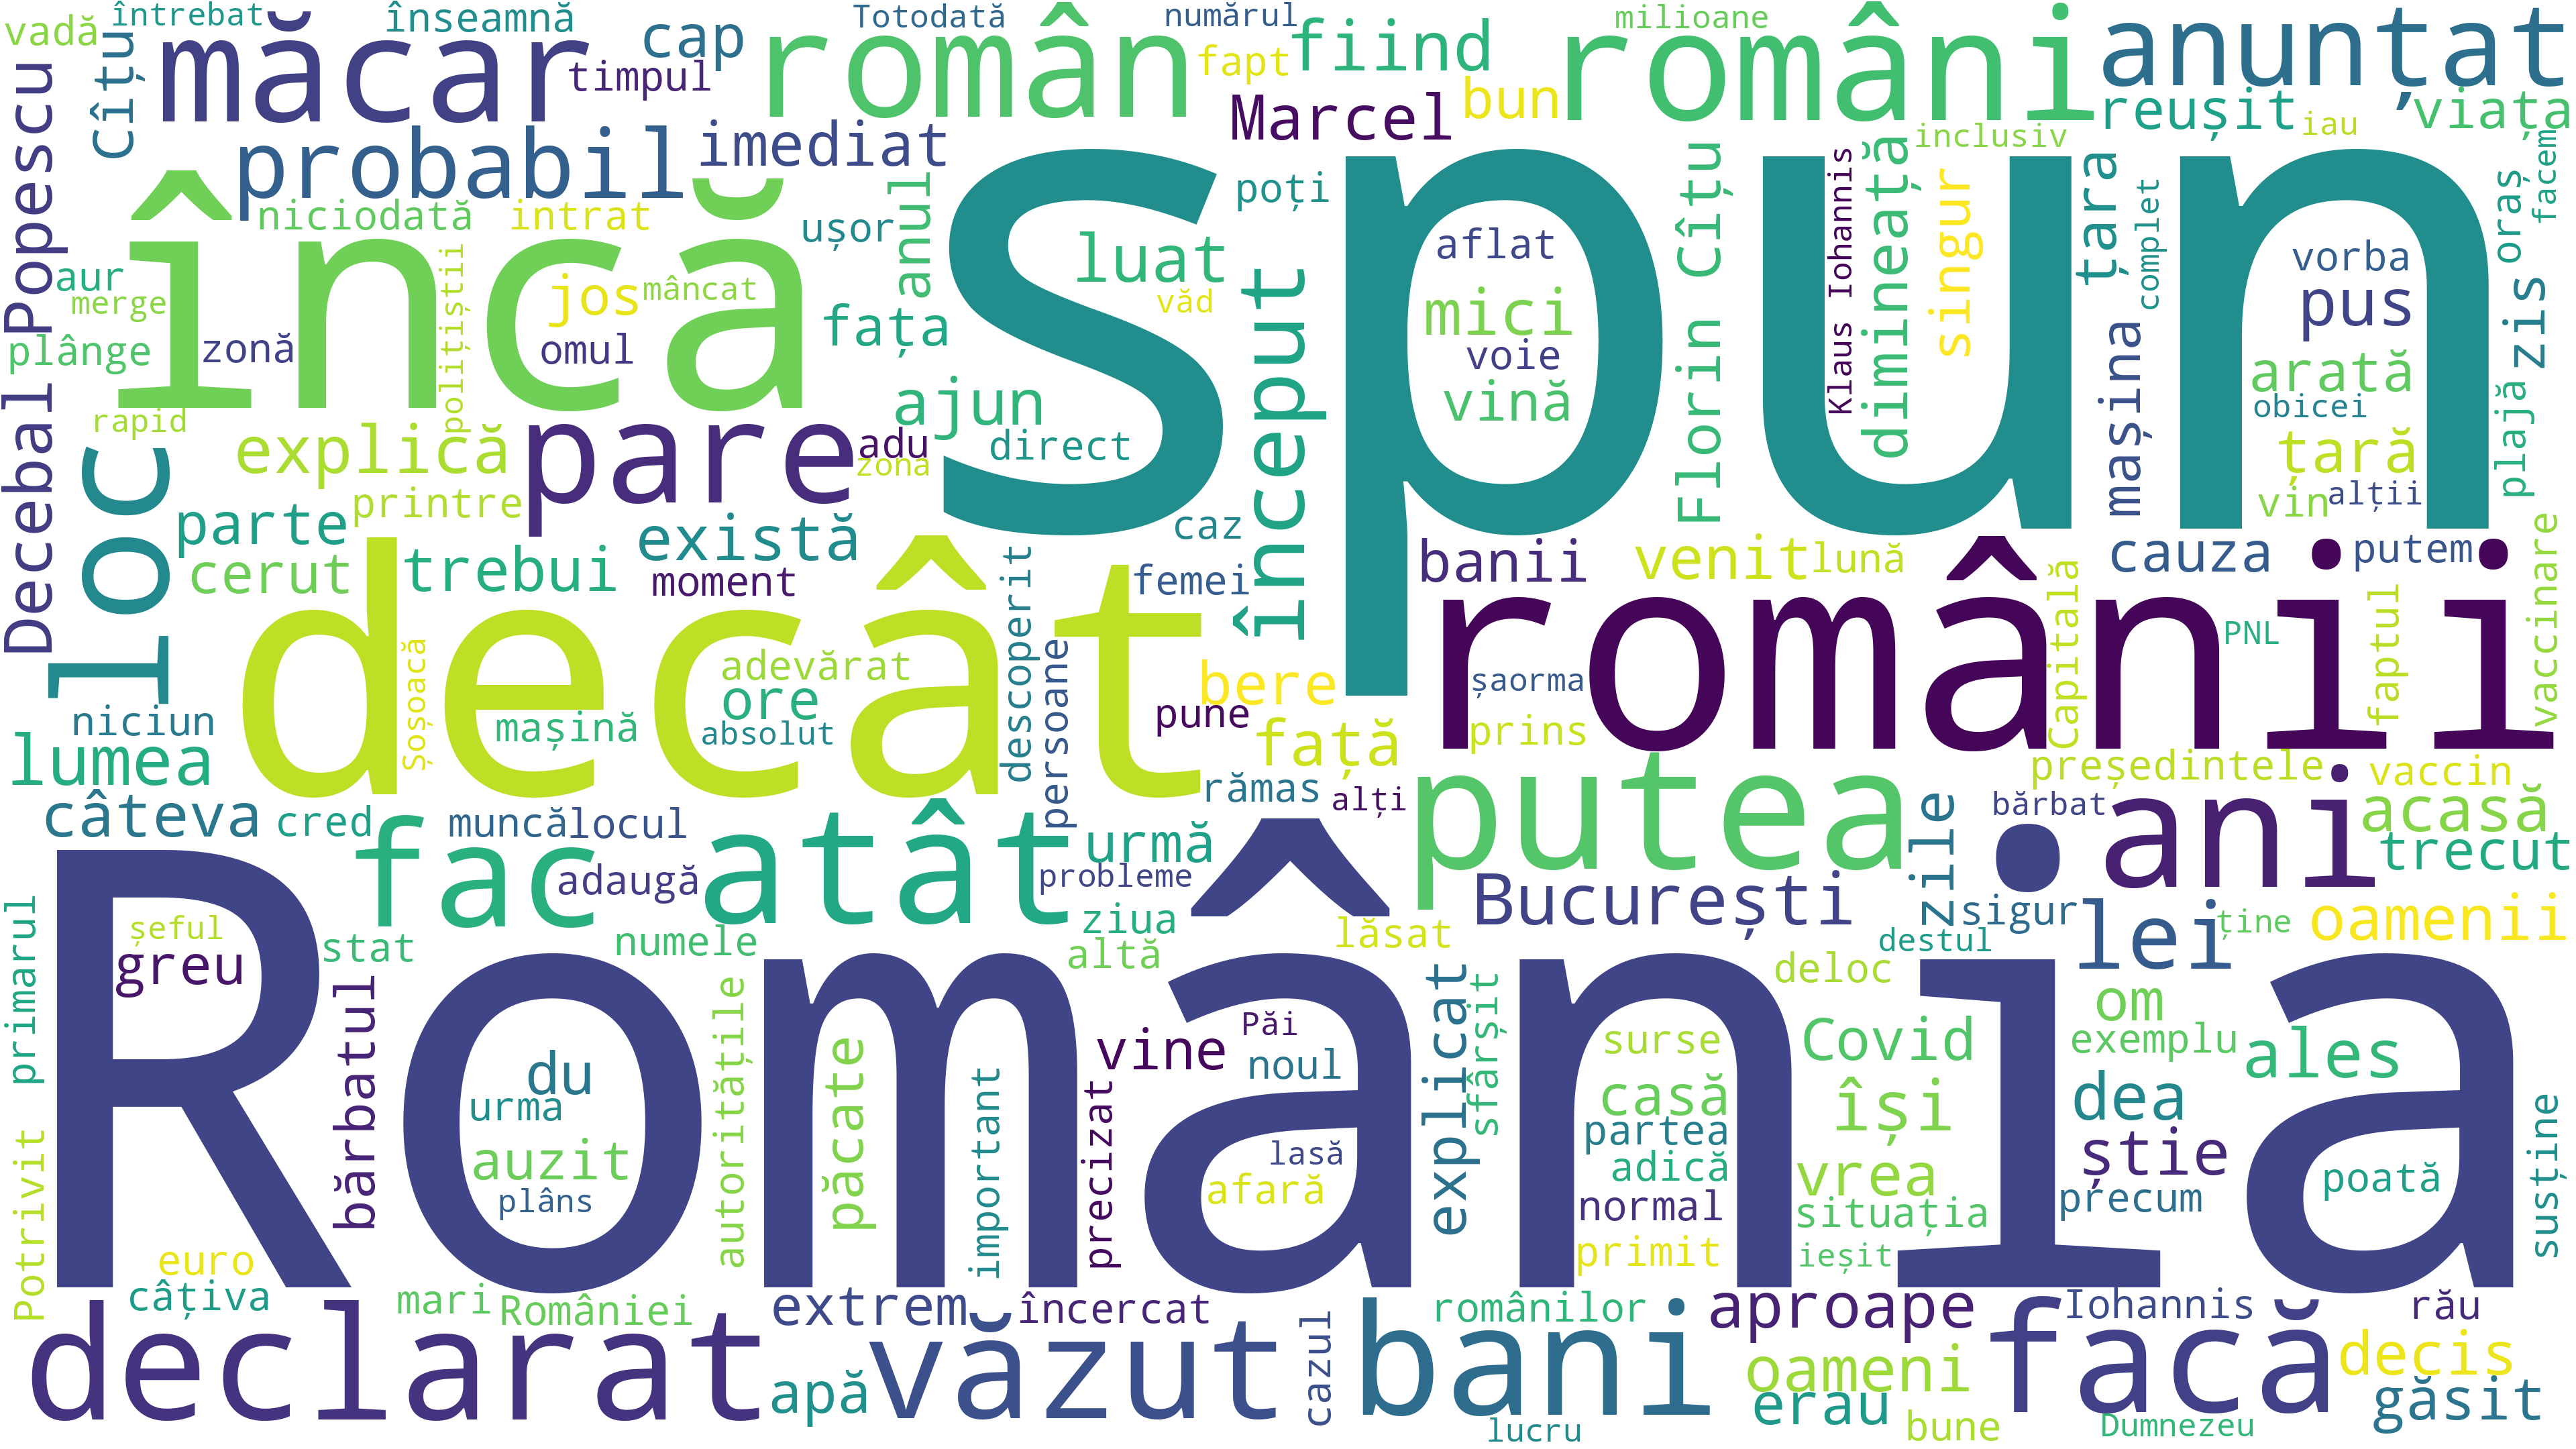 vadă
întrebat
înseamnă
Totodată
numărul
milioane
Cîțu
măcar
cap
român
fapt
fiind
români
anunțat
timpul
Marcel
bun
reușit
iau
viața
Popescu
probabil
imediat
inclusiv
facem
niciodată
intrat
ușor
anul
poți
Spun
dimineață
singur
țara
complet
oraș
aur
merge
încă
polițiștii
jos
mâncat
luat
văd
aflat
Klaus Iohannis
vorba
pus
plânge
zonă
omul
fața
început
mici
voie
vină
Florin Cîțu
mașina
arată
zis
obicei
Decebal
rapid
loc
explică
pare
adu
zona
ajun
direct
țară
plajă
vin
alții
parte
printre
există
caz
cerut
trebui
moment
descoperit
femei
banii
venit
lună
cauza
putem
decât
românii
Capitală
PNL
faptul
vaccinare
Șoșoacă
adevărat
ore
persoane
bere
șaorma
niciun
mașină
absolut
pune
față
prins
lumea
rămas
alți
putea
președintele
vaccin
câteva
cred
fac
muncă
locul
atât
urmă
zile
bărbat
ani
acasă
trecut
adaugă
probleme
București
primarul
șeful
greu
stat
numele
ziua
altă
lăsat
destul
sigur
lei
ține
oamenii
România
bărbatul
autoritățile
păcate
important
precizat
vine
Păi
noul
explicat
sfârșit
deloc
om
surse
Covid
exemplu
ales
du
urma
auzit
plâns
lasă
afară
casă
partea
adică
normal
primit
își
vrea
situația
ieșit
dea
știe
precum
poată
susține
Potrivit
euro
câțiva
mari
României
extrem
încercat
românilor
aproape
Iohannis
rău
declarat
apă
văzut
cazul
bani
lucru
oameni
erau
bune
facă
Dumnezeu
decis
găsit